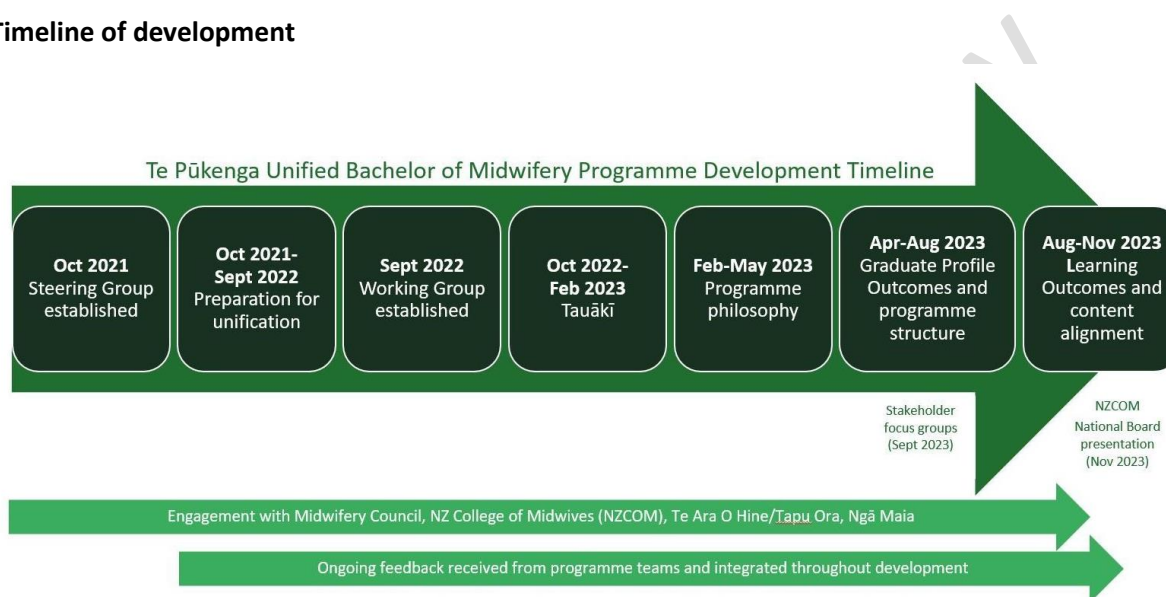 Timeline of development
Te Pūkenga Unified Bachelor of Midwifery Programme Development Timeline
Oct 2021
Steering Group
established
Oct 2021-
Sept 2022
Preparation for
unification
Sept 2022
Working Group
established
Oct 2022-
Feb 2023
Tauākī
Feb-May 2023
Programme
philosophy
Apr-Aug 2023
Graduate Profile
Outcomes and
programme
structure
Aug-Nov 2023
Learning
Outcomes and
content
alignment
Stakeholder
focus groups
(Sept 2023)
NZCOM
National Board
presentation
(Nov 2023)
Engagement with Midwifery Council, NZ College of Midwives (NZCOM), Te Ara O Hine/Tapu Ora, Ngā Maia
Ongoing feedback received from programme teams and integrated throughout development